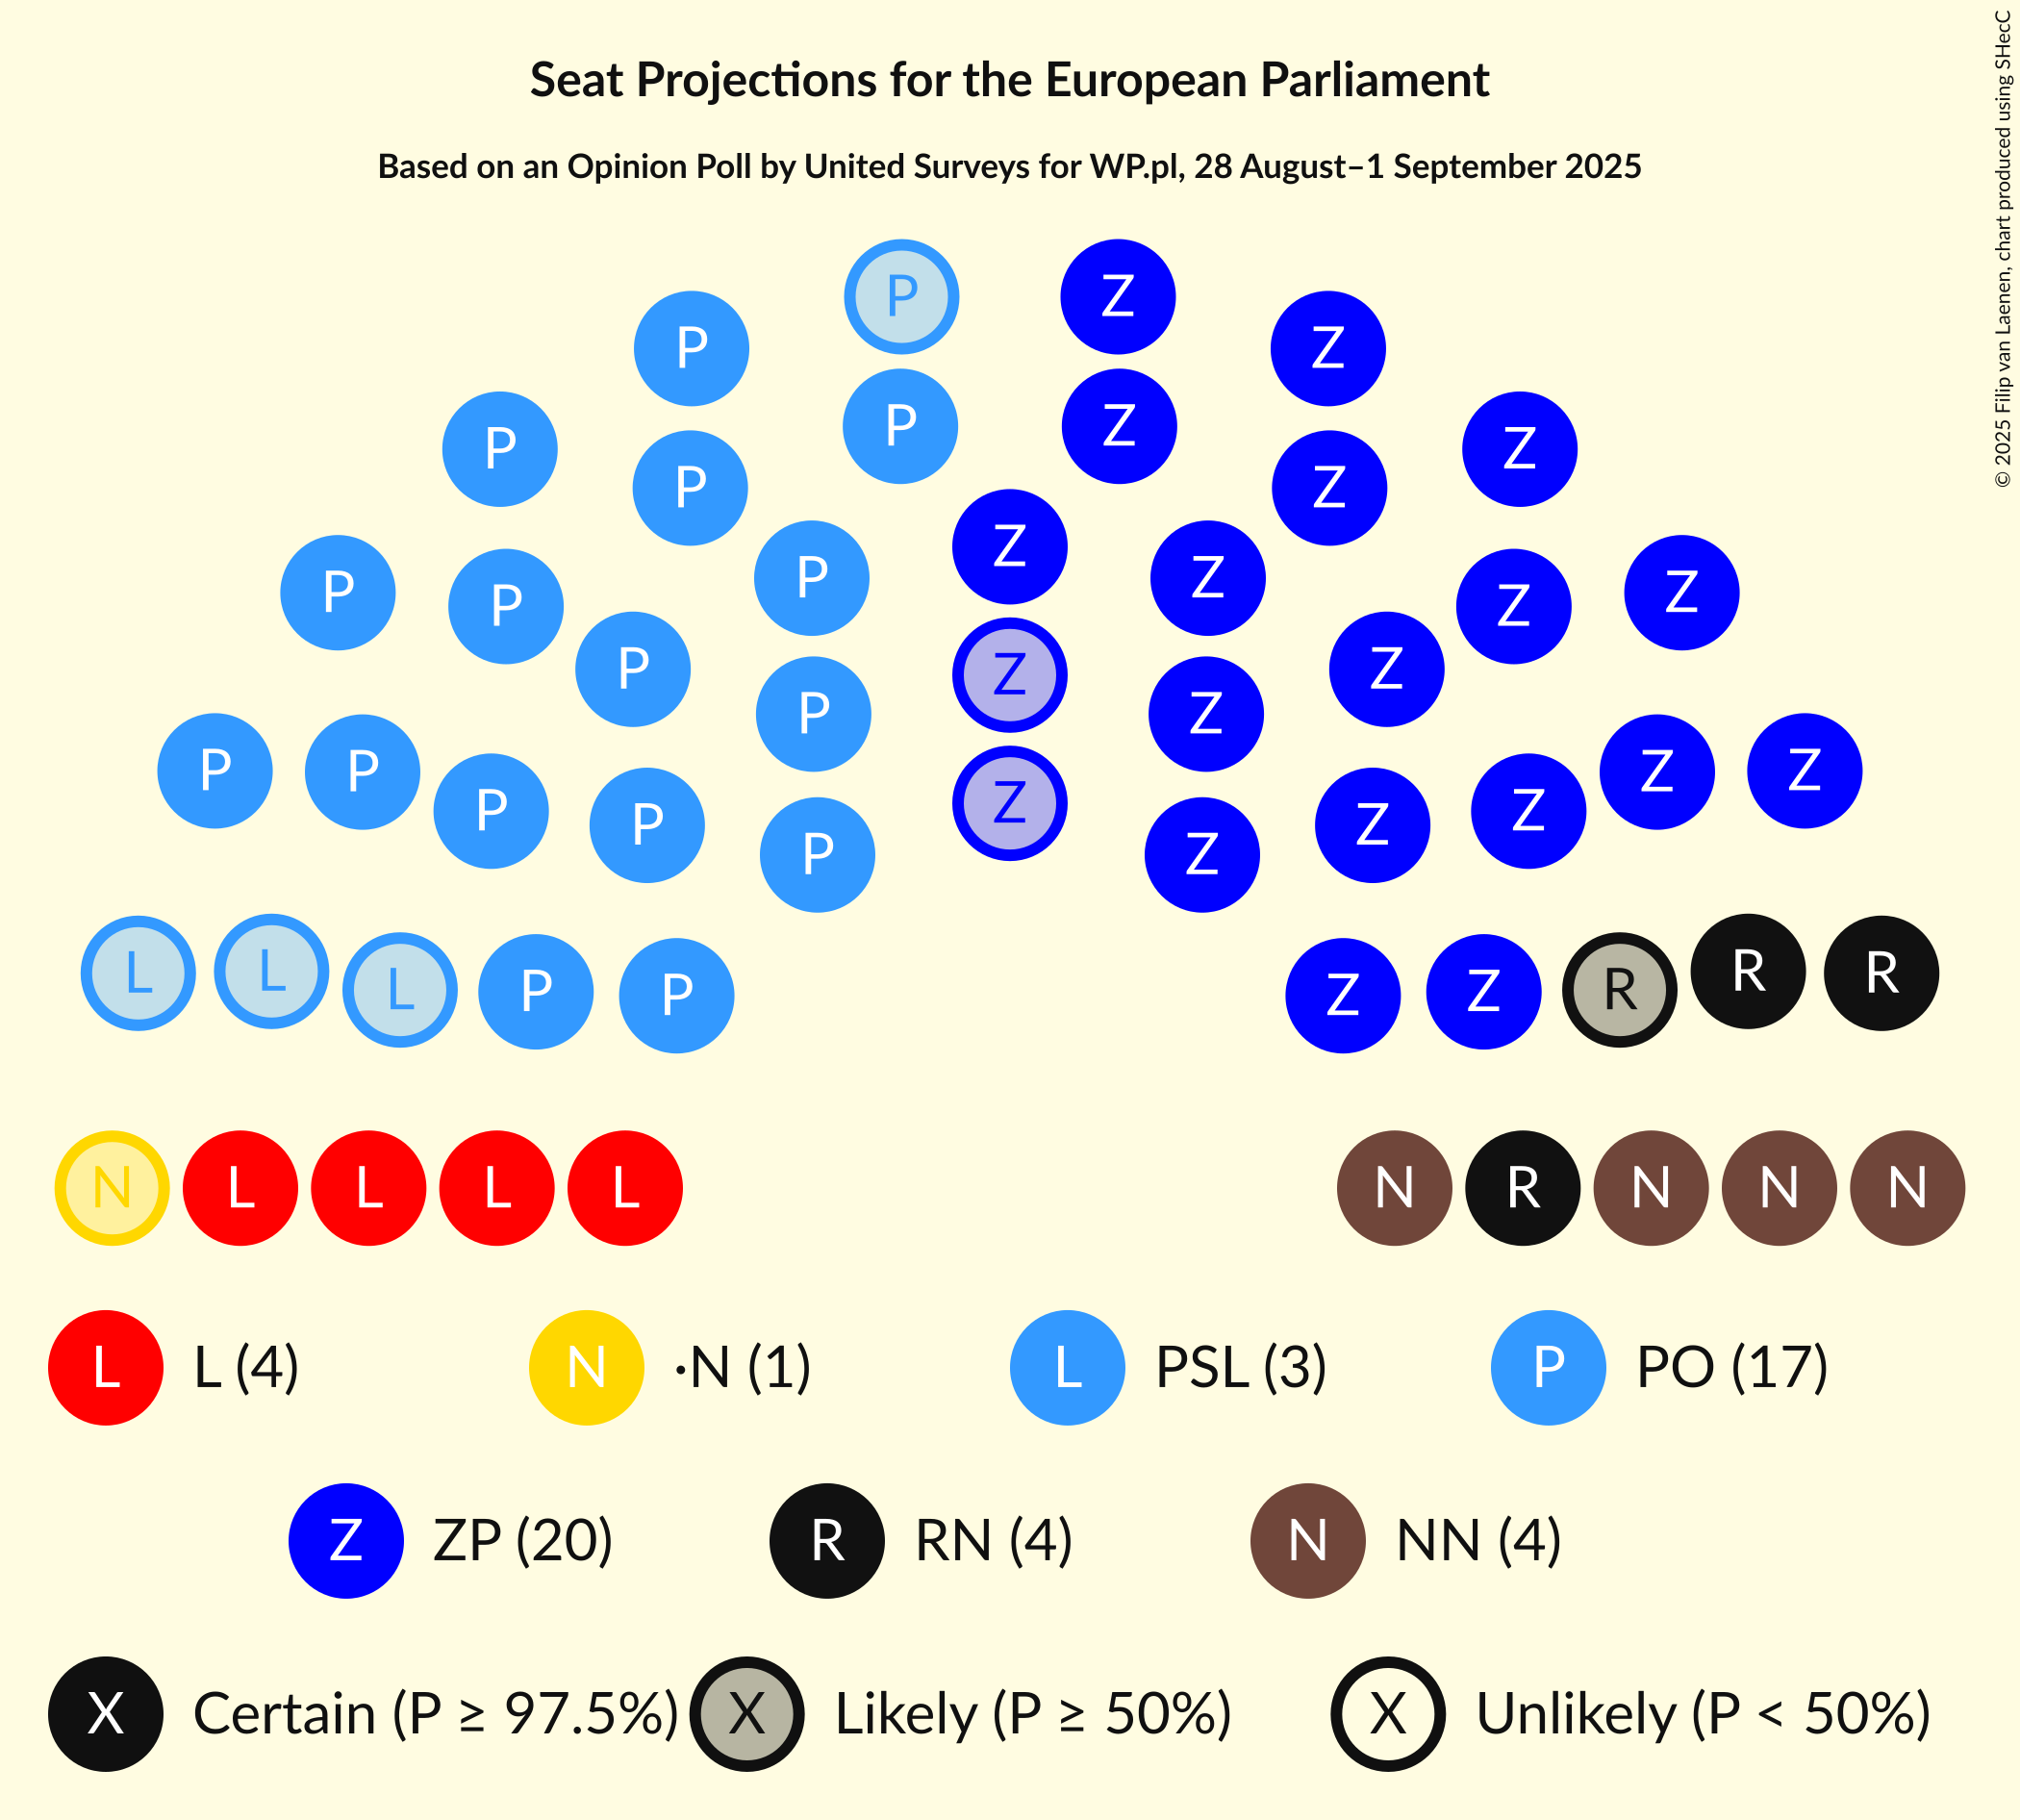 Seat Projections for the European Parliament
Based on an Opinion Poll by United Surveys for WP.pl, 28 August–1 September 2025
© 2025 Filip van Laenen, chart produced using SHecC
P Z
P Z
P Z
P Z
P Z
P Z
Z
P Z
P P Z Z
P Z
Z
P Z
P P Z Z
P Z
Z
P P Z Z
P Z
L L L P P Z Z R R R
N L L L L N R N N N
L L (4) N ·N (1) L PSL (3) P PO (17)
Z ZP (20) R RN (4) N NN (4)
X Certain (P ≥ 97.5%) X Likely (P ≥ 50%) X Unlikely (P < 50%)